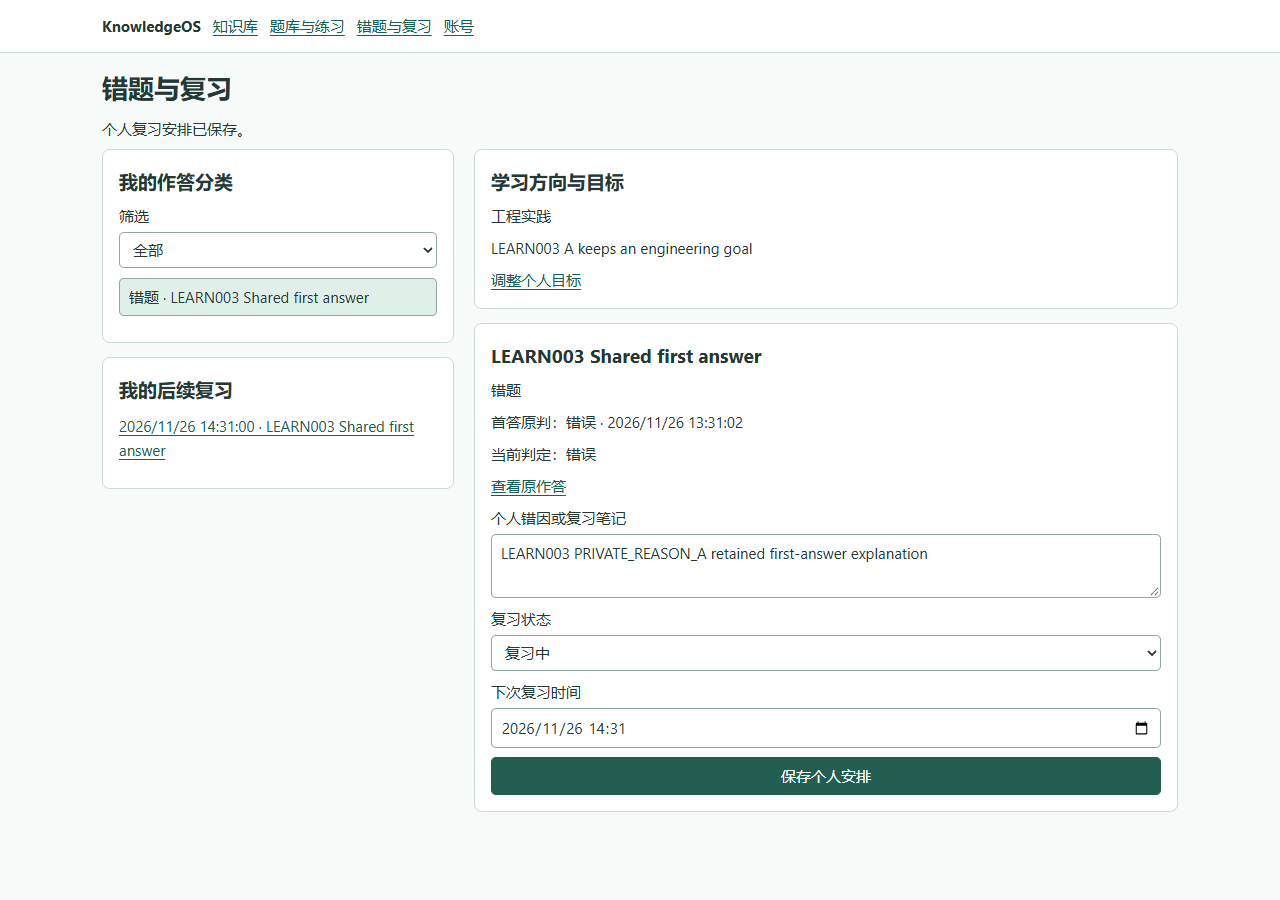 KnowledgeOS 知识库 题库与练习 错题与复习 账号
错题与复习
个人复习安排已保存。
我的作答分类
筛选
全部
错题 · LEARN003 Shared first answer
我的后续复习
2026/11/26 14:31:00 · LEARN003 Shared first
answer
学习方向与目标
工程实践
LEARN003 A keeps an engineering goal
调整个人目标
LEARN003 Shared first answer
错题
首答原判：错误 · 2026/11/26 13:31:02
当前判定：错误
查看原作答
个人错因或复习笔记
LEARN003 PRIVATE_REASON_A retained first-answer explanation
复习状态
复习中
下次复习时间
2026/11/26 14:31
保存个人安排